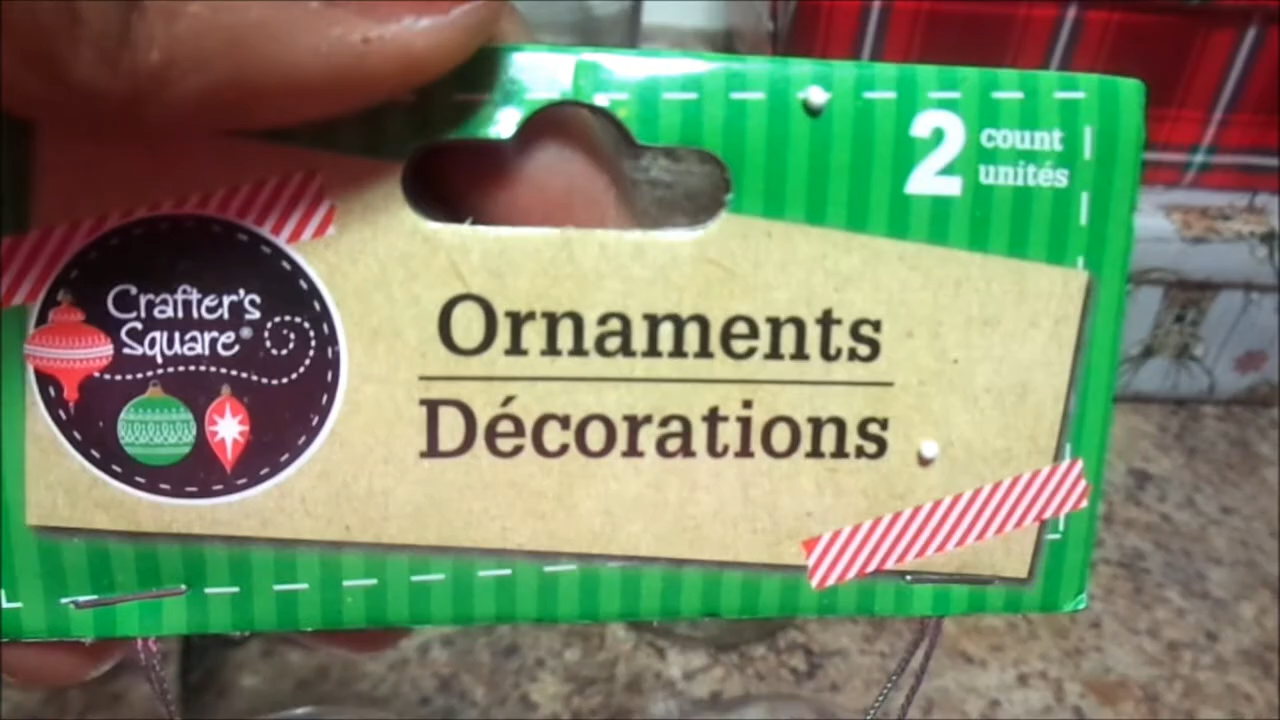 2 count
unités
Crafter's
Square®
Ornaments
Décorations